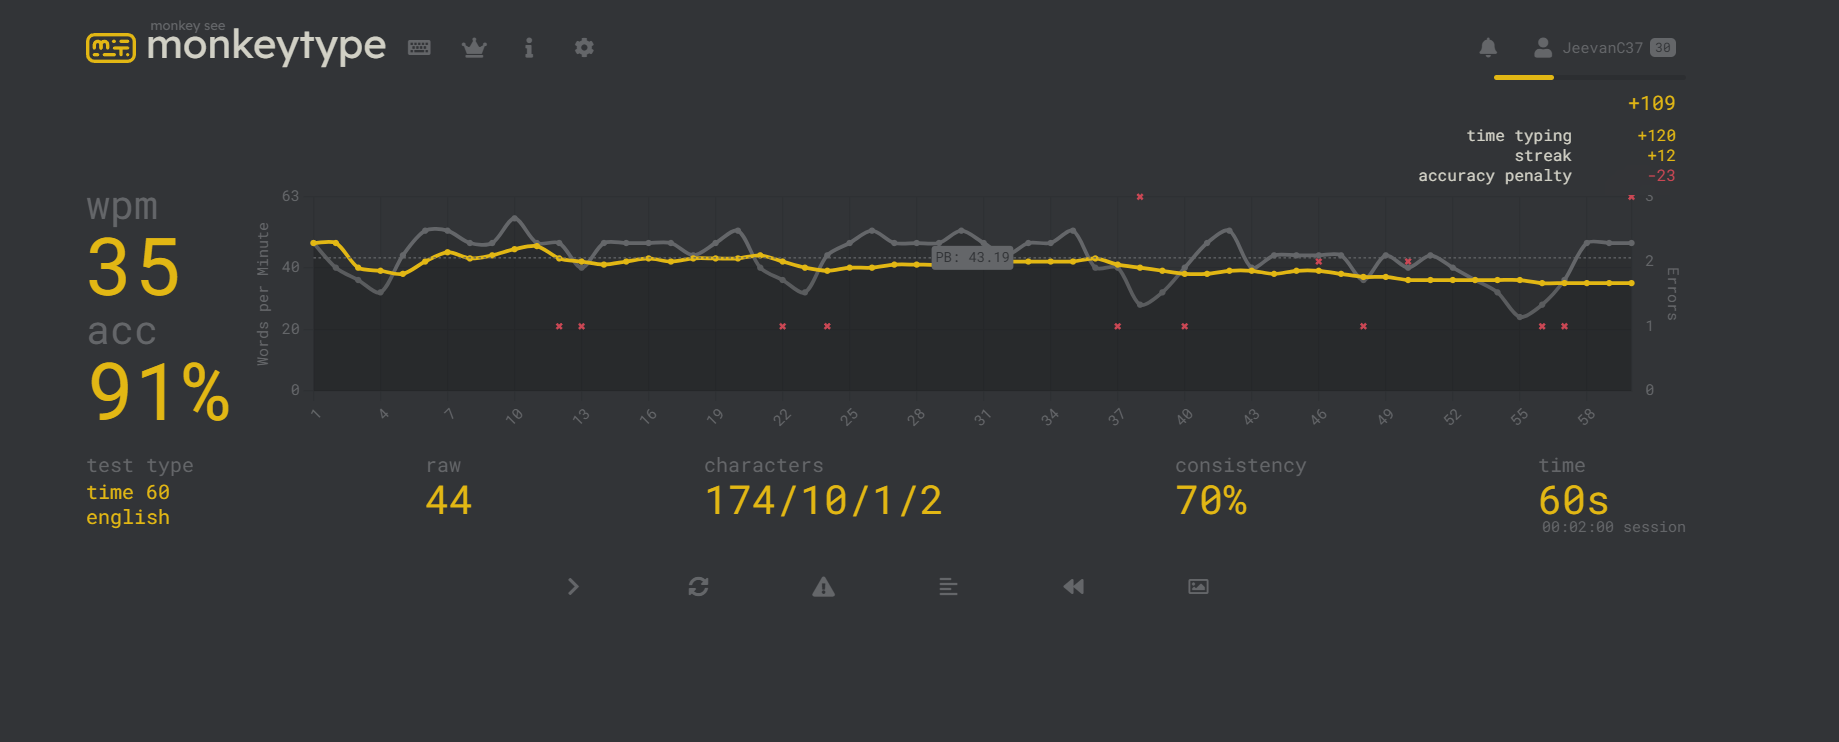 monkey see
monkeytype
JeevanC37 30
+109
time typing +120
streak +12
accuracy penalty -23
wpm
35
acc
91%
63
40
20
0
Words per Minute
PB: 43.19
3
2
1
0
Errors
1 4 7 10 13 16 19 22 25 28 31 34 37 40 43 46 49 52 55 58
test type
time 60
english
raw
44
characters
174/10/1/2
consistency
70%
time
60s
00:02:00 session